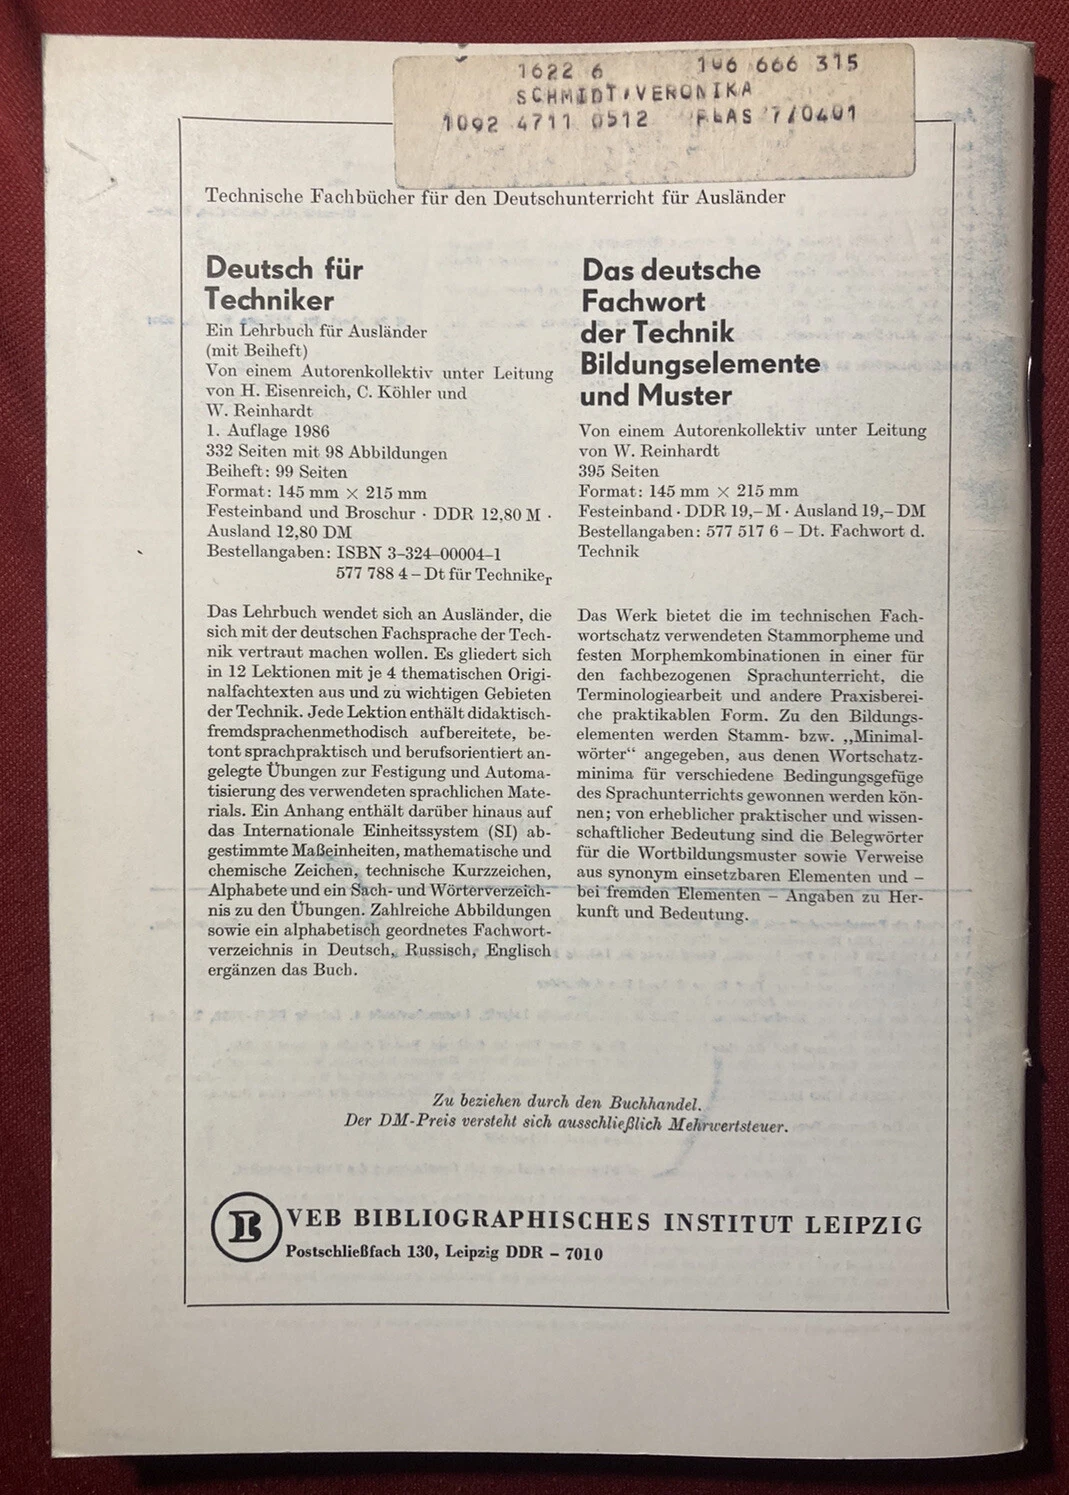 1622 6 106 666 315
SCHMIDT,VERONIKA
1092 4711 0512 7/0401
Technische Fachbücher für den Deutschunterricht für Ausländer
Deutsch für
Techniker
Ein Lehrbuch für Ausländer
(mit Beiheft)
Von einem Autorenkollektiv unter Leitung
von H. Eisenreich, C. Köhler und
W. Reinhardt
1. Auflage 1986
332 Seiten mit 98 Abbildungen
Beiheft: 99 Seiten
Format: 145 mm × 215 mm
Festeinband und Broschur · DDR 12,80 M ·
Ausland 12,80 DM
Bestellangaben: ISBN 3–324–00004–1
577 788 4 – Dt für Techniker
Das Lehrbuch wendet sich an Ausländer, die
sich mit der deutschen Fachsprache der Tech-
nik vertraut machen wollen. Es gliedert sich
in 12 Lektionen mit je 4 thematischen Origi-
nalfachtexten aus und zu wichtigen Gebieten
der Technik. Jede Lektion enthält didaktisch-
fremdsprachenmethodisch aufbereitete, be-
tont sprachpraktisch und berufsorientiert an-
gelegte Übungen zur Festigung und Automa-
tisierung des verwendeten sprachlichen Mate-
rials. Ein Anhang enthält darüber hinaus auf
das Internationale Einheitssystem (SI) ab-
gestimmte Maßeinheiten, mathematische und
chemische Zeichen, technische Kurzzeichen,
Alphabete und ein Sach- und Wörterverzeich-
nis zu den Übungen. Zahlreiche Abbildungen
sowie ein alphabetisch geordnetes Fachwort-
verzeichnis in Deutsch, Russisch, Englisch
ergänzen das Buch.
Das deutsche
Fachwort
der Technik
Bildungselemente
und Muster
Von einem Autorenkollektiv unter Leitung
von W. Reinhardt
395 Seiten
Format: 145 mm × 215 mm
Festeinband · DDR 19,– M · Ausland 19,– DM
Bestellangaben: 577 517 6 – Dt. Fachwort d.
Technik
Das Werk bietet die im technischen Fach-
wortschatz verwendeten Stammorpheme und
festen Morphemkombinationen in einer für
den fachbezogenen Sprachunterricht, die
Terminologiearbeit und andere Praxisberei-
che praktikablen Form. Zu den Bildungs-
elementen werden Stamm- bzw. „Minimal-
wörter“ angegeben, aus denen Wortschatz-
minima für verschiedene Bedingungsgefüge
des Sprachunterrichts gewonnen werden kön-
nen; von erheblicher praktischer und wissen-
schaftlicher Bedeutung sind die Belegwörter
für die Wortbildungsmuster sowie Verweise
aus synonym einsetzbaren Elementen und –
bei fremden Elementen – Angaben zu Her-
kunft und Bedeutung.
Zu beziehen durch den Buchhandel.
Der DM-Preis versteht sich ausschließlich Mehrwertsteuer.
B VEB BIBLIOGRAPHISCHES INSTITUT LEIPZIG
Postschließfach 130, Leipzig DDR – 7010